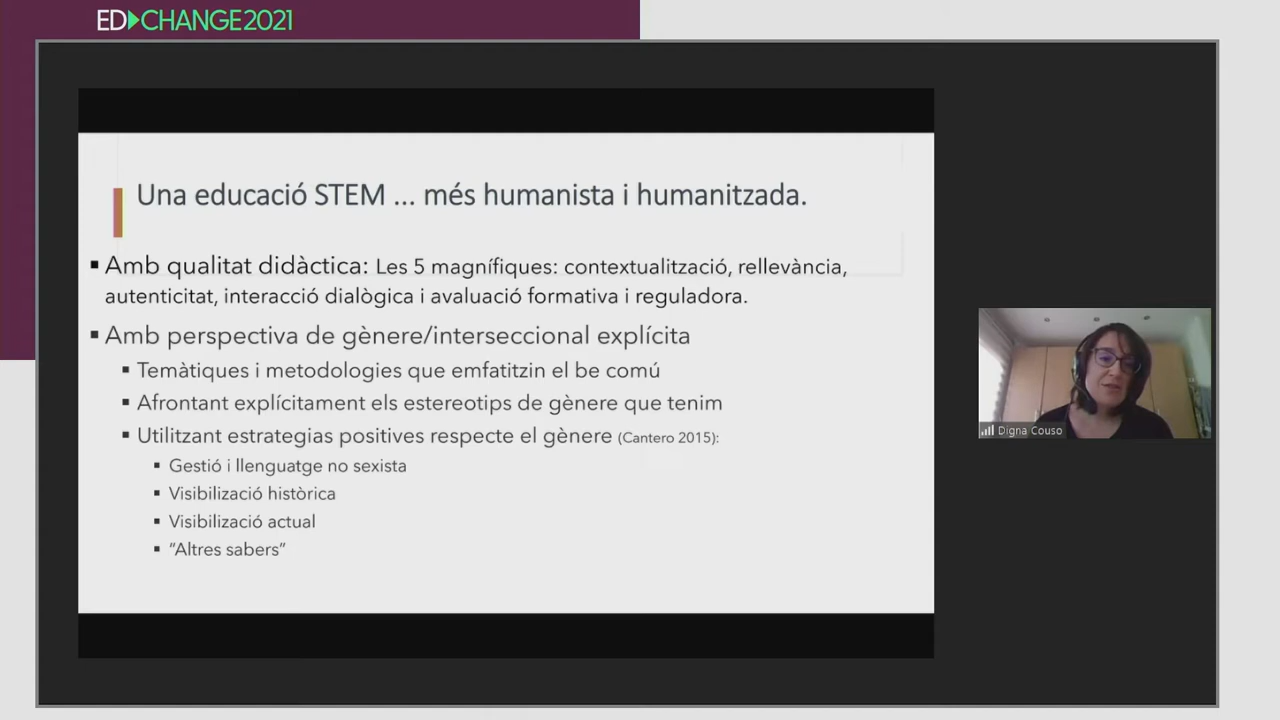 ED▶CHANGE2021
Una educació STEM ... més humanista i humanitzada.
▪ Amb qualitat didàctica: Les 5 magnífiques: contextualització, rellevància,
autenticitat, interacció dialògica i avaluació formativa i reguladora.
▪ Amb perspectiva de gènere/interseccional explícita
▪ Temàtiques i metodologies que emfatitzin el be comú
▪ Afrontant explícitament els estereotips de gènere que tenim
▪ Utilitzant estrategias positives respecte el gènere (Cantero 2015):
▪ Gestió i llenguatge no sexista
▪ Visibilizació històrica
▪ Visibilizació actual
▪ “Altres sabers”
Digna Couso